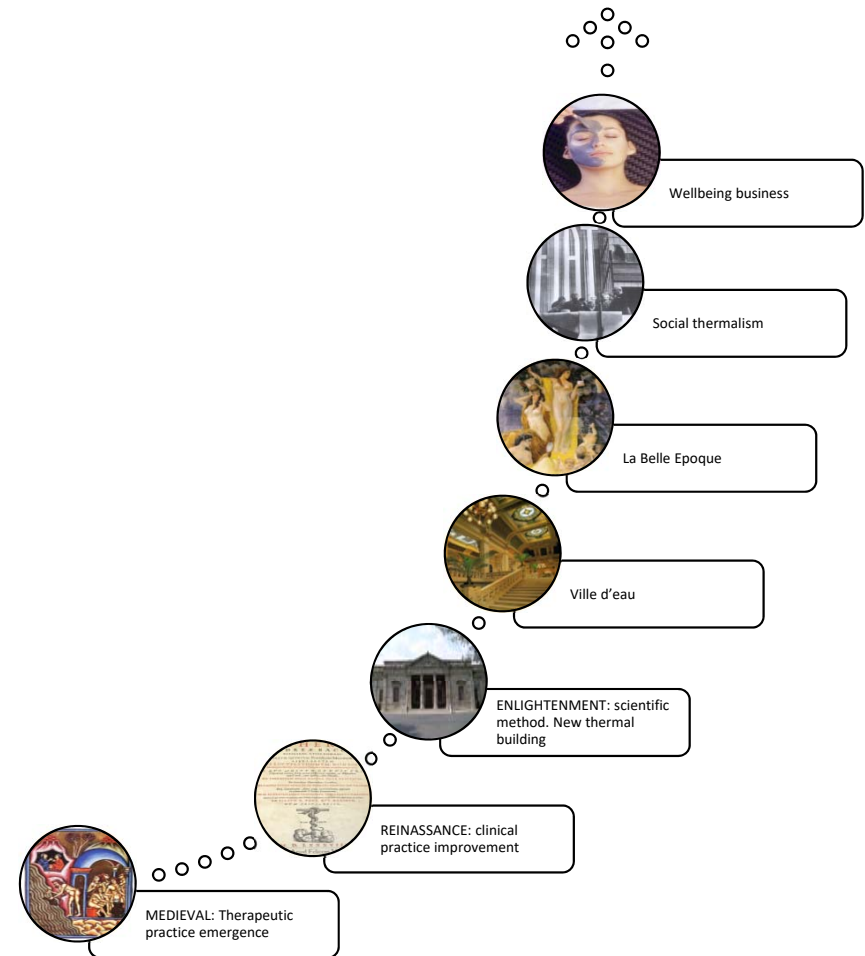 Wellbeing business
Social thermalism
La Belle Epoque
Ville d’eau
ENLIGHTENMENT: scientific
method. New thermal
building
REINASSANCE: clinical
practice improvement
MEDIEVAL: Therapeutic
practice emergence